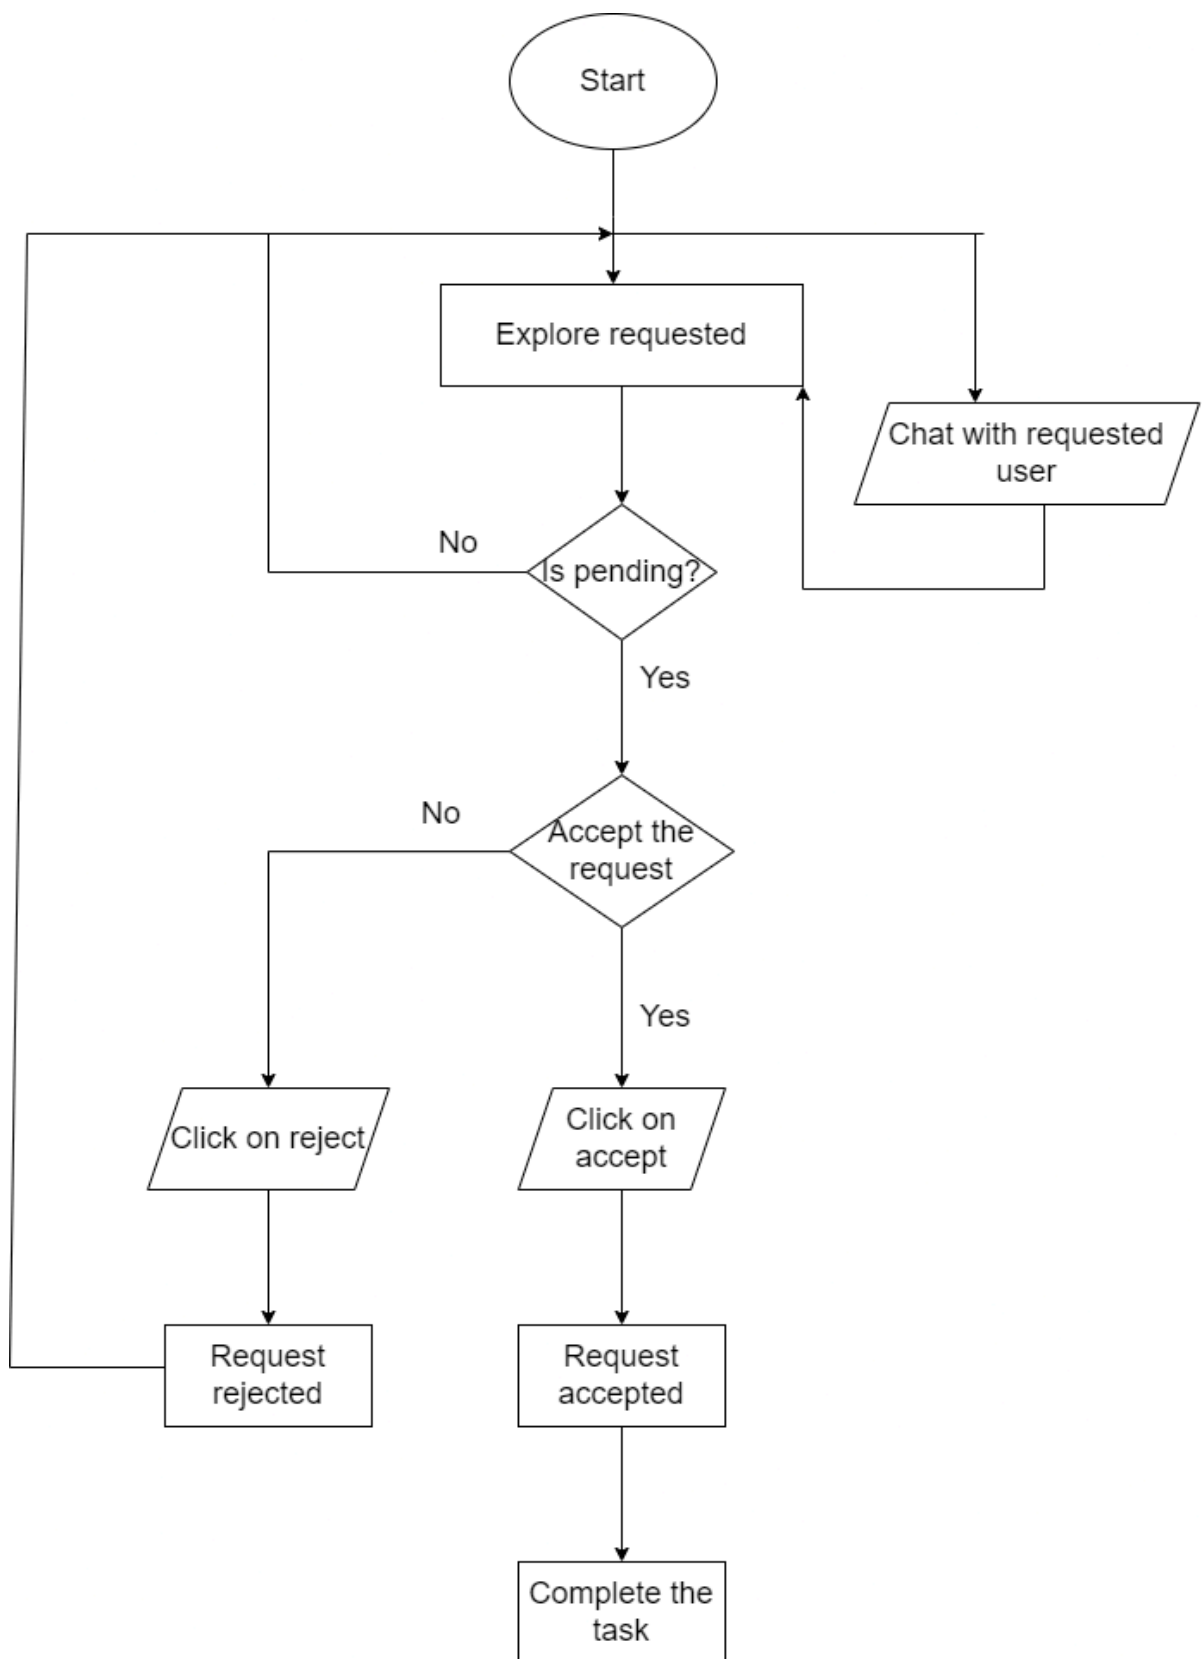 Start
Explore requested
Chat with requested
user
No
Is pending?
Yes
No
Accept the
request
Yes
Click on reject
Click on
accept
Request
rejected
Request
accepted
Complete the
task